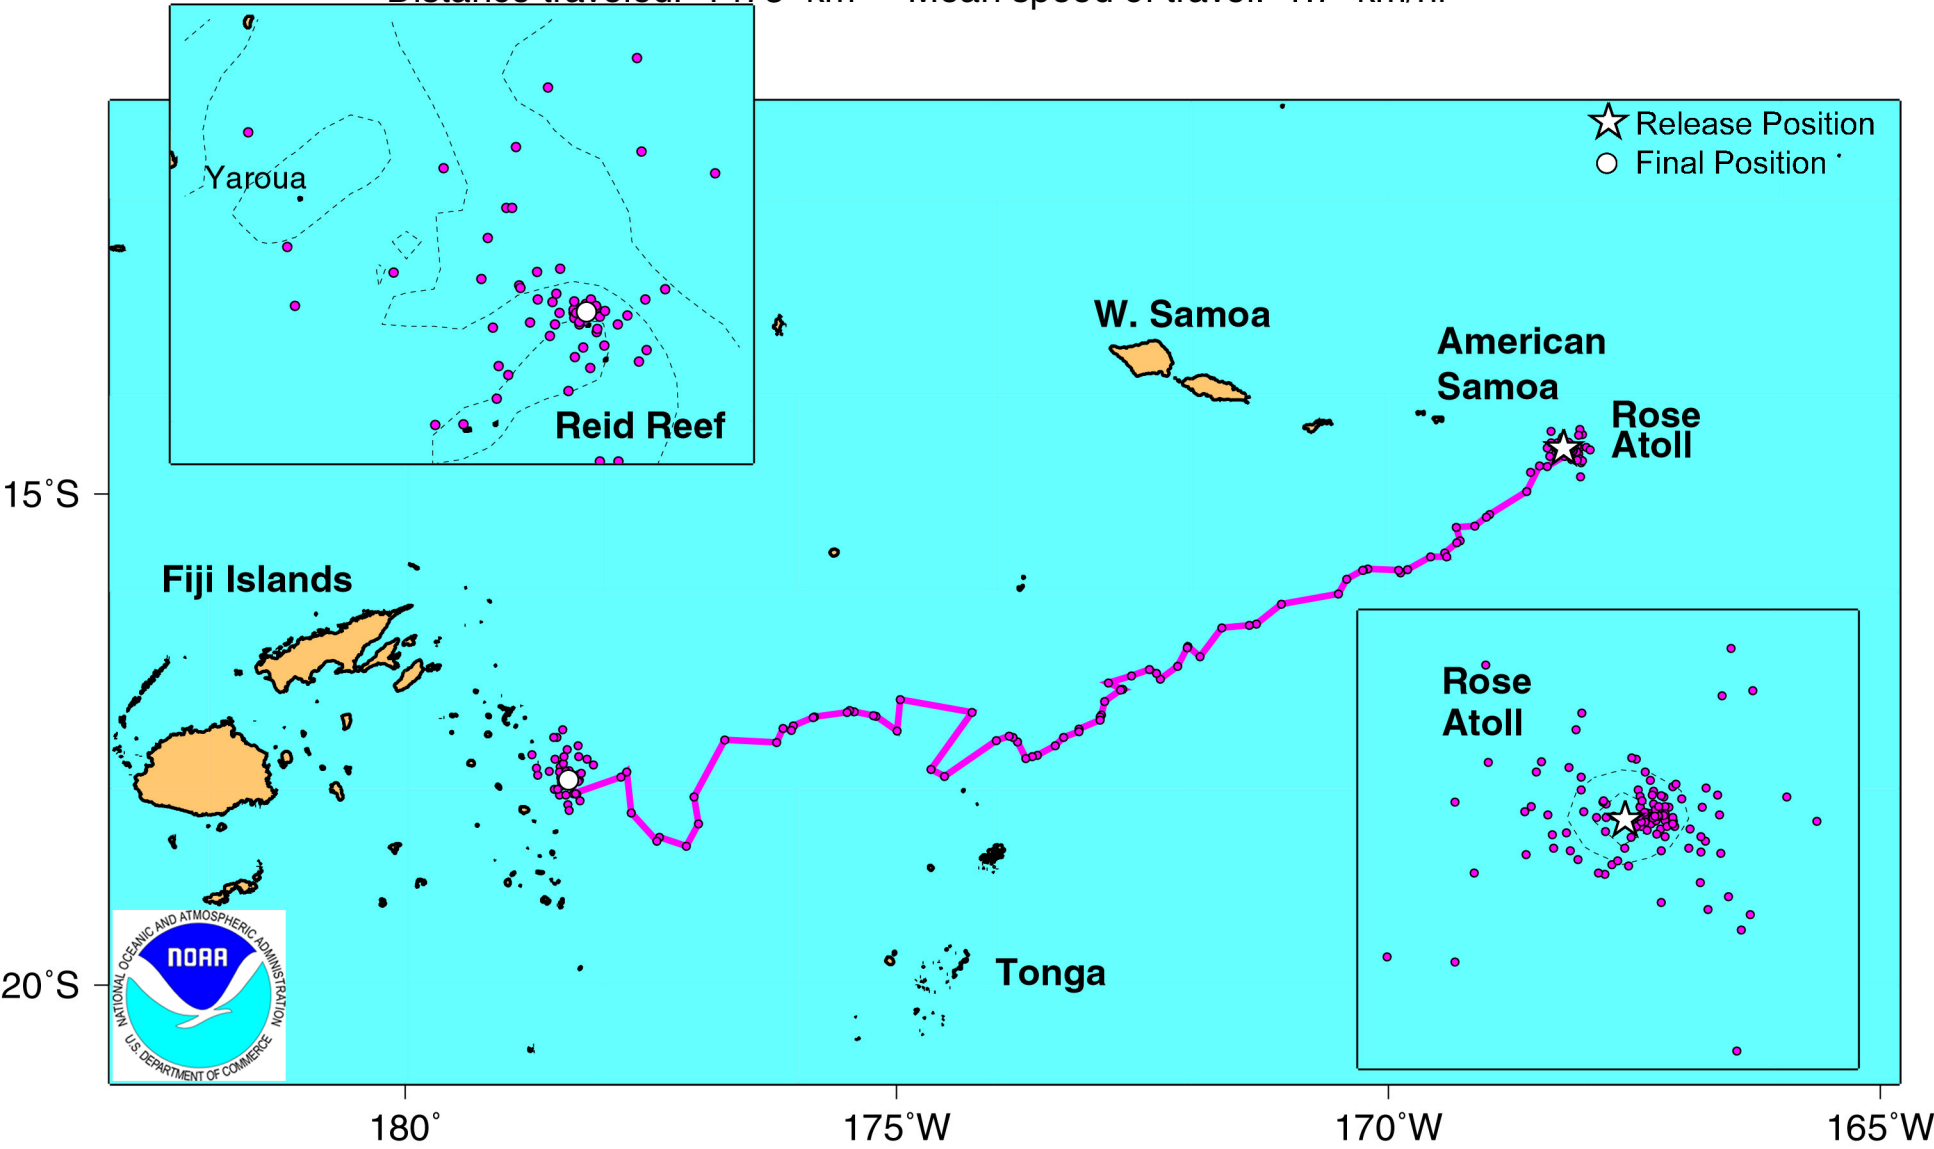 Release Position
Final Position
Yaroua
Reid Reef
W. Samoa
American
Samoa
Rose
Atoll
15°S
Fiji Islands
Rose
Atoll
Tonga
20°S
NATIONAL OCEANIC AND ATMOSPHERIC ADMINISTRATION
NOAA
U.S. DEPARTMENT OF COMMERCE
180°
175°W
170°W
165°W